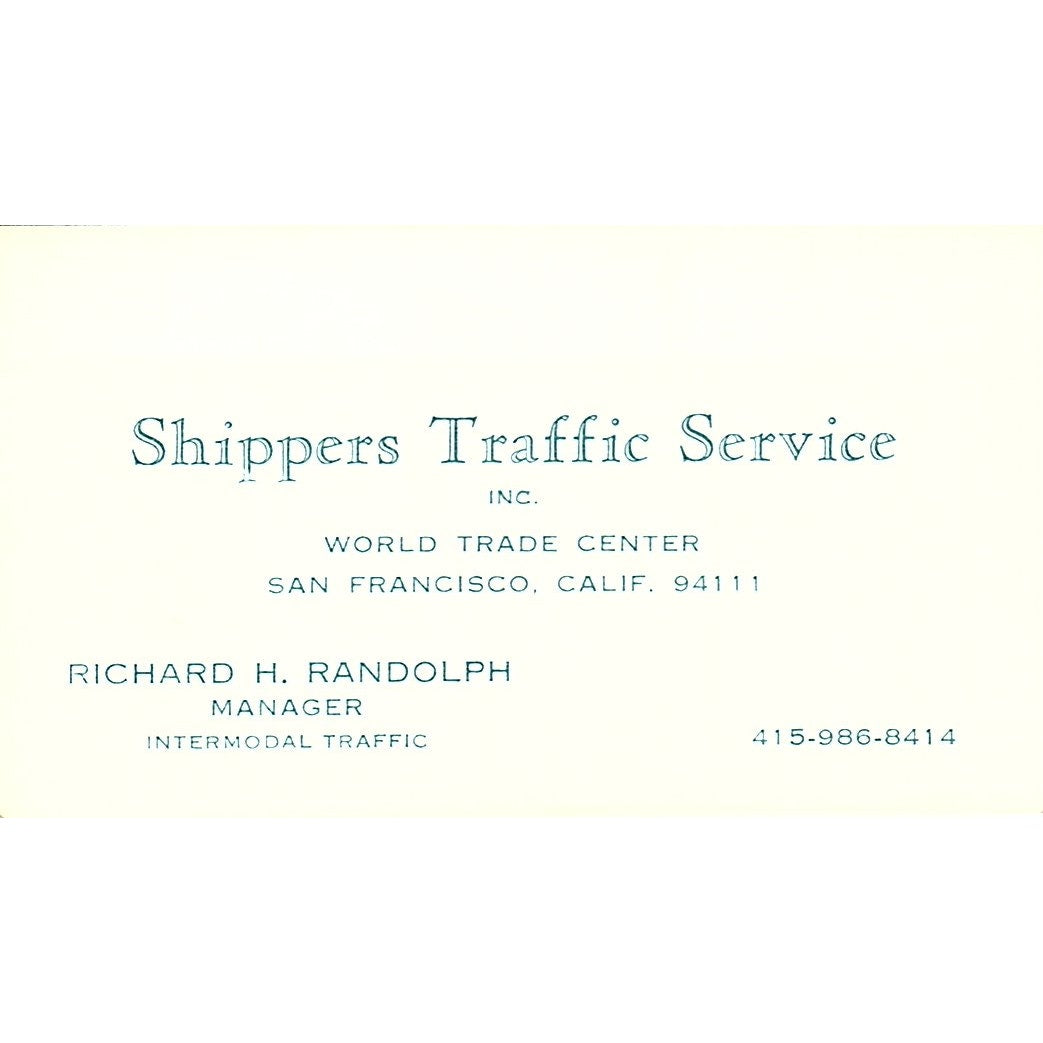 Shippers Traffic Service
INC.
WORLD TRADE CENTER
SAN FRANCISCO, CALIF. 94111
RICHARD H. RANDOLPH
MANAGER
INTERMODAL TRAFFIC
415-986-8414